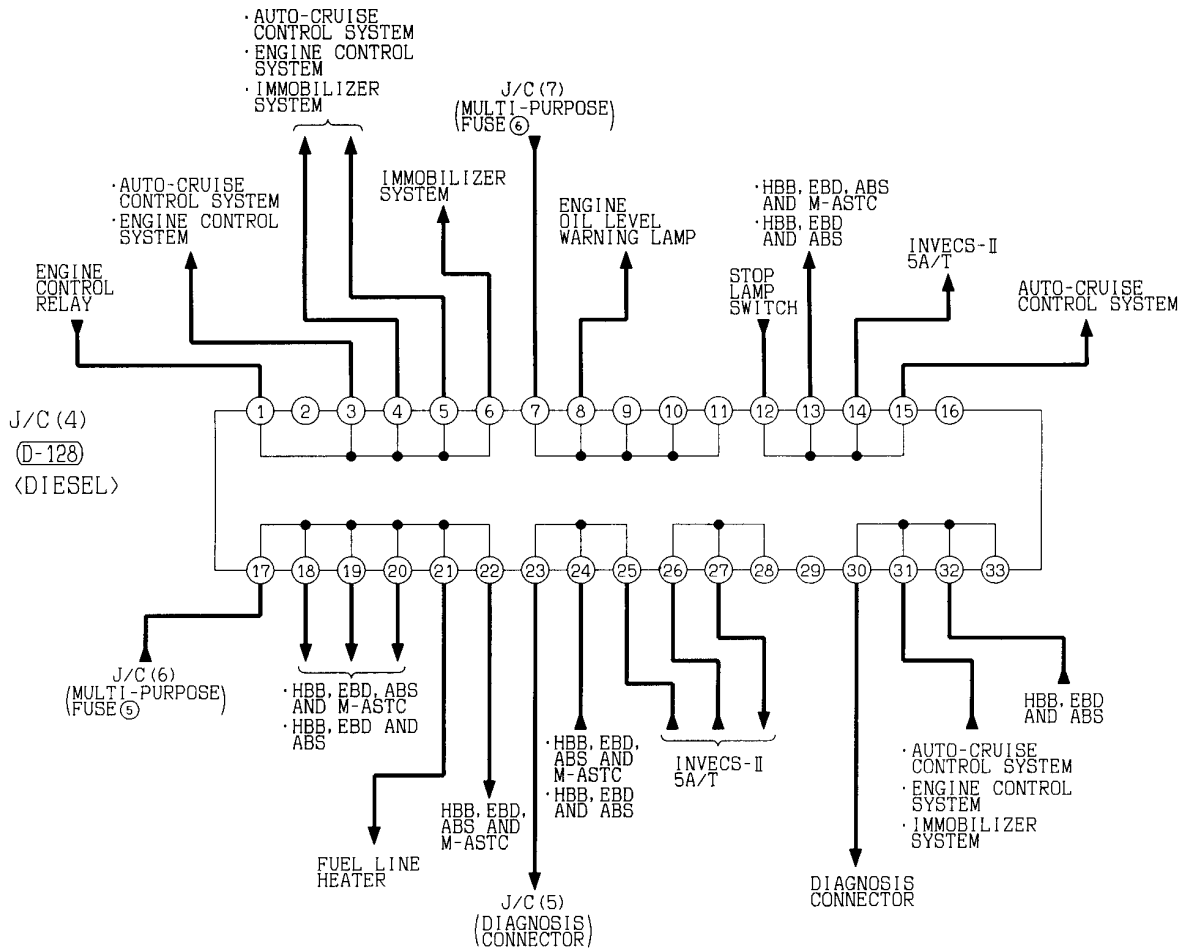 · AUTO-CRUISE
CONTROL SYSTEM
· ENGINE CONTROL
SYSTEM
· IMMOBILIZER
SYSTEM
J/C (7)
(MULTI-PURPOSE
FUSE ⑥)
· AUTO-CRUISE
CONTROL SYSTEM
· ENGINE CONTROL
SYSTEM
IMMOBILIZER
SYSTEM
ENGINE
OIL LEVEL
WARNING LAMP
· HBB, EBD, ABS
AND M-ASTC
· HBB, EBD
AND ABS
INVECS-Ⅱ
5A/T
ENGINE
CONTROL
RELAY
STOP
LAMP
SWITCH
AUTO-CRUISE
CONTROL SYSTEM
1 2 3 4 5 6 7 8 9 10 11 12 13 14 15 16
J/C (4)
D-128
〈DIESEL〉
17 18 19 20 21 22 23 24 25 26 27 28 29 30 31 32 33
J/C (6)
(MULTI-PURPOSE
FUSE ⑤)
· HBB, EBD, ABS
AND M-ASTC
· HBB, EBD AND
ABS
FUEL LINE
HEATER
HBB, EBD,
ABS AND
M-ASTC
J/C (5)
(DIAGNOSIS
CONNECTOR)
· HBB, EBD,
ABS AND
M-ASTC
· HBB, EBD
AND ABS
INVECS-Ⅱ
5A/T
DIAGNOSIS
CONNECTOR
· AUTO-CRUISE
CONTROL SYSTEM
· ENGINE CONTROL
SYSTEM
· IMMOBILIZER
SYSTEM
HBB, EBD
AND ABS